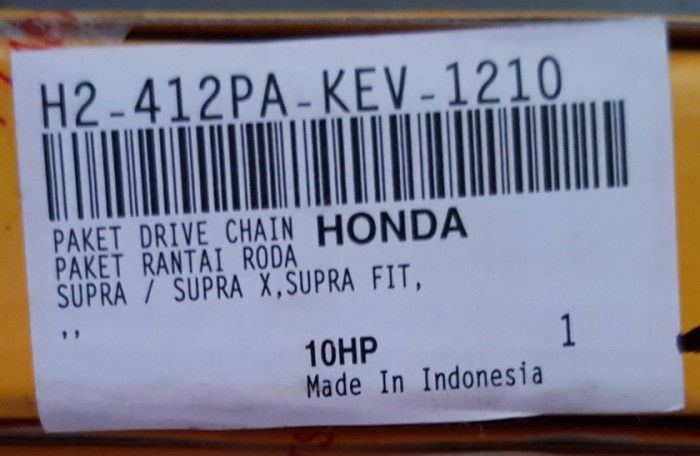 H2-412PA-KEV-1210
PAKET DRIVE CHAIN HONDA
PAKET RANTAI RODA
SUPRA / SUPRA X,SUPRA FIT,
,,
10HP 1
Made In Indonesia